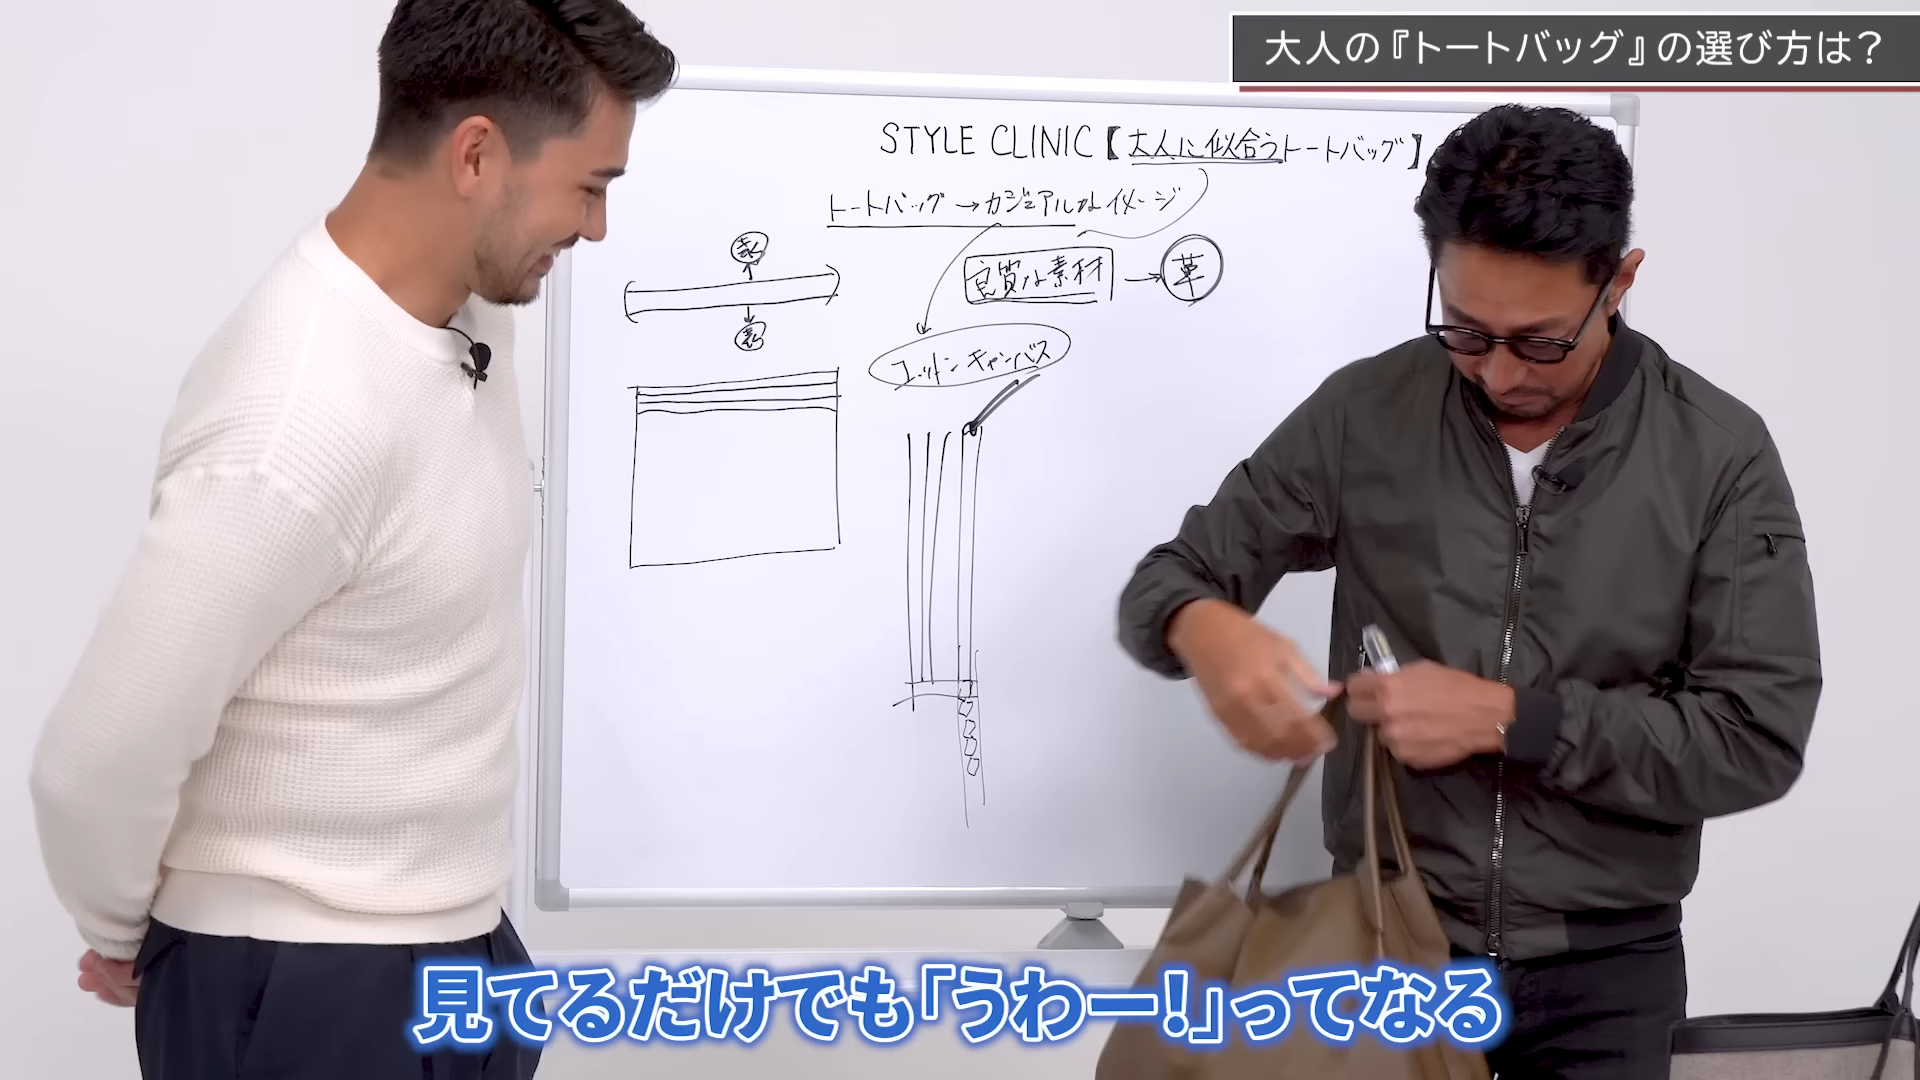 大人の『トートバッグ』の選び方は？
STYLE CLINIC【大人に似合うトートバッグ】
トートバッグ→カジュアルなイメージ
良質な素材→革
コットンキャンバス
見てるだけでも「うわー！」ってなる